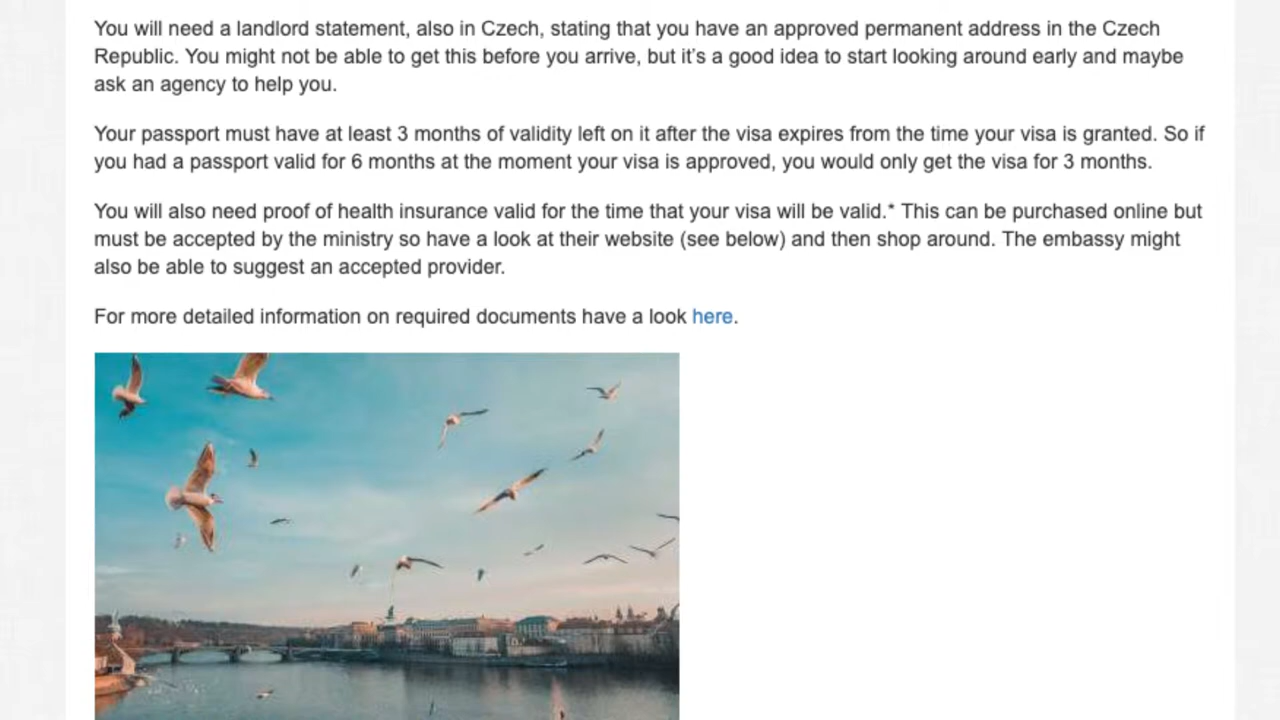 You will need a landlord statement, also in Czech, stating that you have an approved permanent address in the Czech
Republic. You might not be able to get this before you arrive, but it’s a good idea to start looking around early and maybe
ask an agency to help you.
Your passport must have at least 3 months of validity left on it after the visa expires from the time your visa is granted. So if
you had a passport valid for 6 months at the moment your visa is approved, you would only get the visa for 3 months.
You will also need proof of health insurance valid for the time that your visa will be valid.* This can be purchased online but
must be accepted by the ministry so have a look at their website (see below) and then shop around. The embassy might
also be able to suggest an accepted provider.
For more detailed information on required documents have a look here.